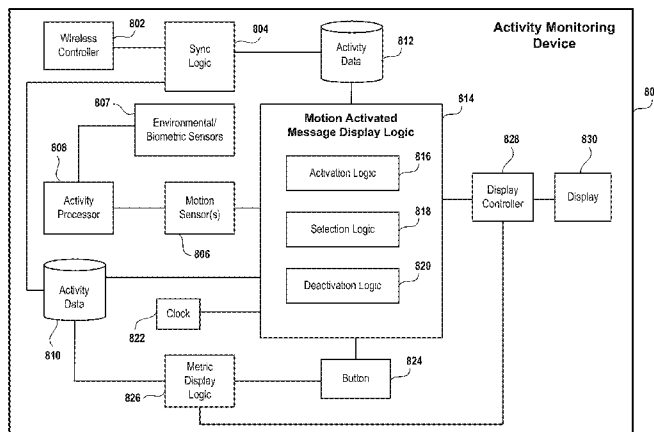 Activity Monitoring
Device
802
Wireless
Controller
804
Sync
Logic
812
Activity
Data
80
807
Environmental/
Biometric Sensors
814
Motion Activated
Message Display Logic
828
830
808
816
Activation Logic
Activity
Processor
Motion
Sensor(s)
Display
Controller
Display
818
Selection Logic
806
820
Deactivation Logic
Activity
Data
810
Clock
822
824
Button
Metric
Display
Logic
826